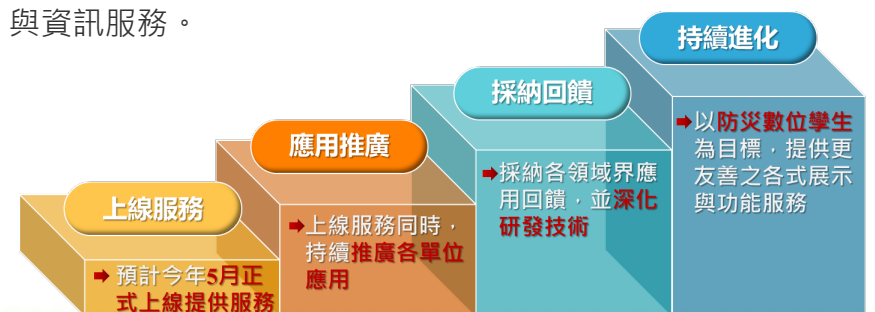 與資訊服務。
上線服務
➡預計今年5月正
式上線提供服務
應用推廣
➡上線服務同時，
持續推廣各單位
應用
採納回饋
➡採納各領域界應
用回饋，並深化
研發技術
持續進化
➡以防災數位孿生
為目標，提供更
友善之各式展示
與功能服務